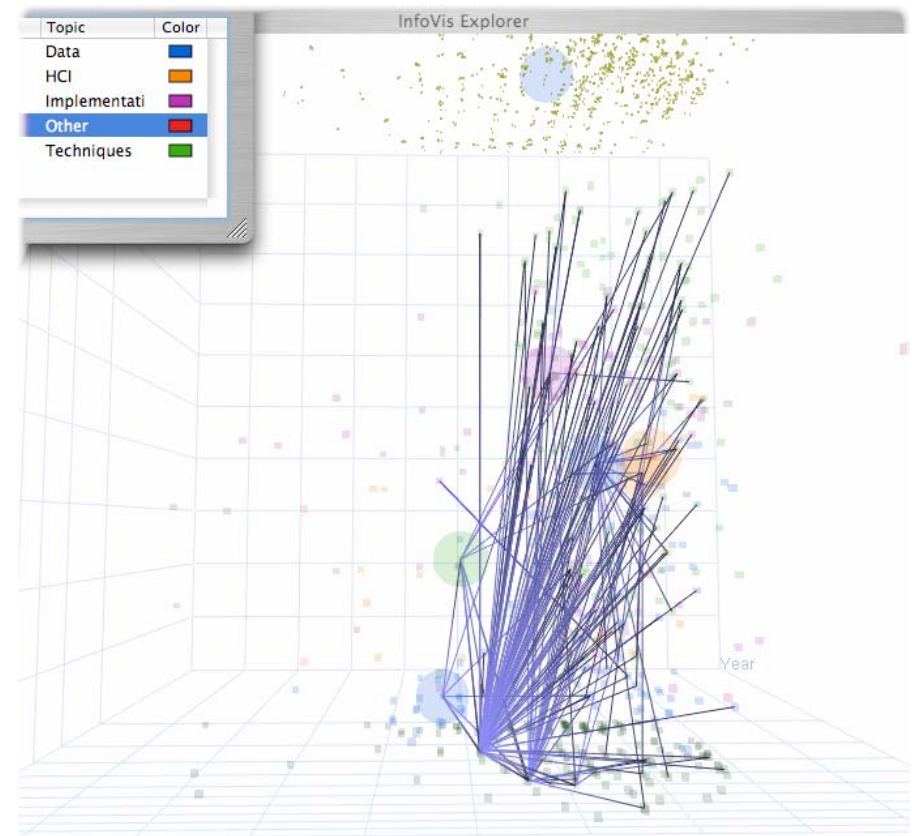 InfoVis Explorer
Topic Color
Data
HCI
Implementati
Other
Techniques
Year